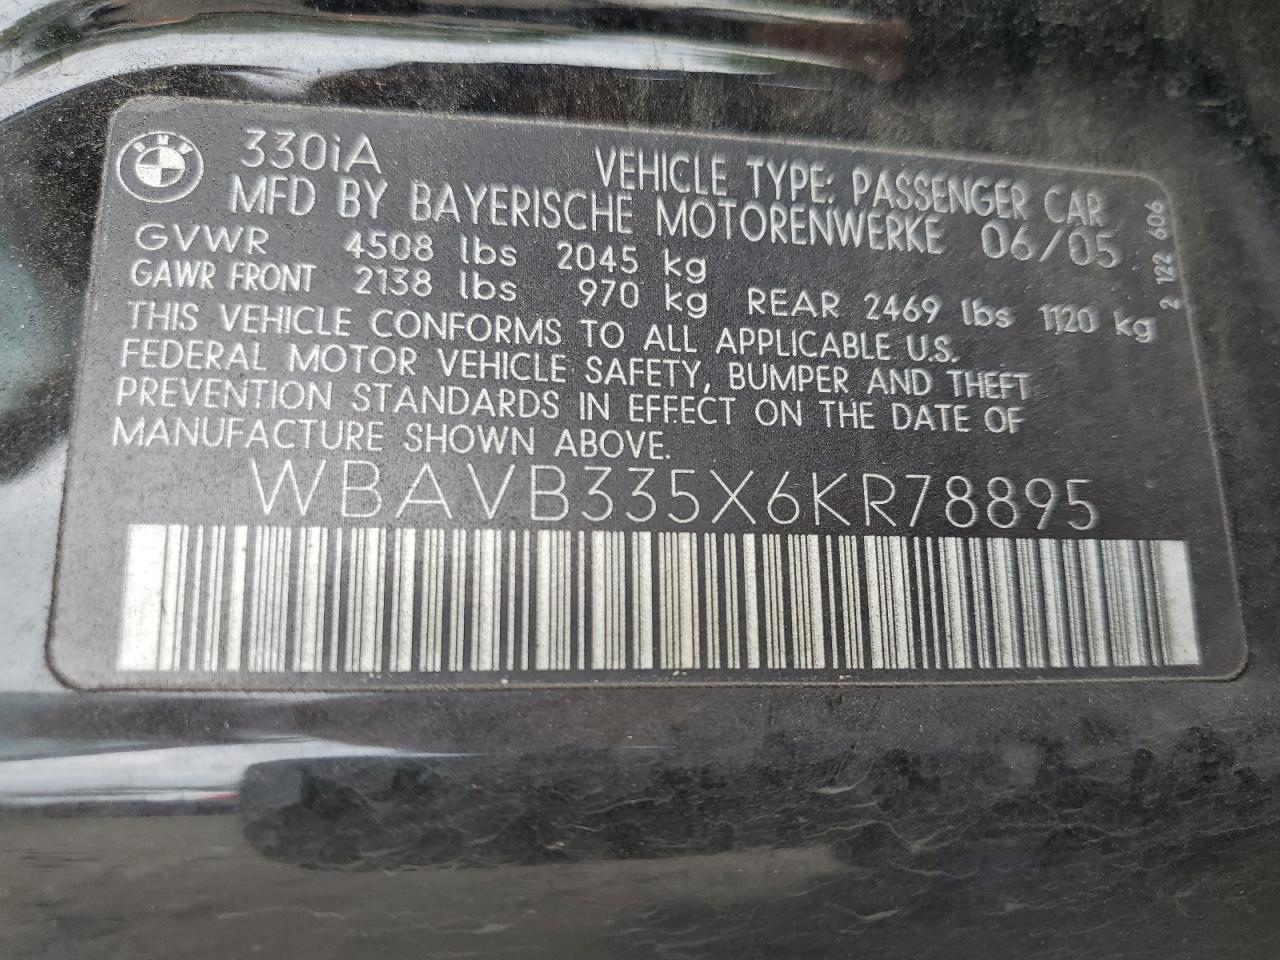 BMW
330iA VEHICLE TYPE: PASSENGER CAR
MFD BY BAYERISCHE MOTORENWERKE 06/05
GVWR 4508 lbs 2045 kg
GAWR FRONT 2138 lbs 970 kg REAR 2469 lbs 1120 kg
2 122 606
THIS VEHICLE CONFORMS TO ALL APPLICABLE U.S.
FEDERAL MOTOR VEHICLE SAFETY, BUMPER AND THEFT
PREVENTION STANDARDS IN EFFECT ON THE DATE OF
MANUFACTURE SHOWN ABOVE.
WBAVB335X6KR78895